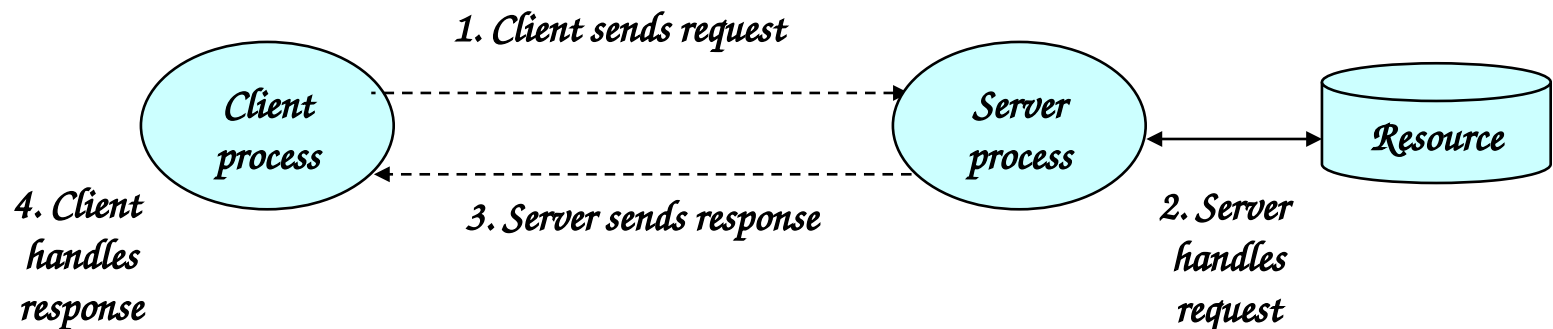 1. Client sends request
Client
process
Server
process
Resource
4. Client
handles
response
3. Server sends response
2. Server
handles
request